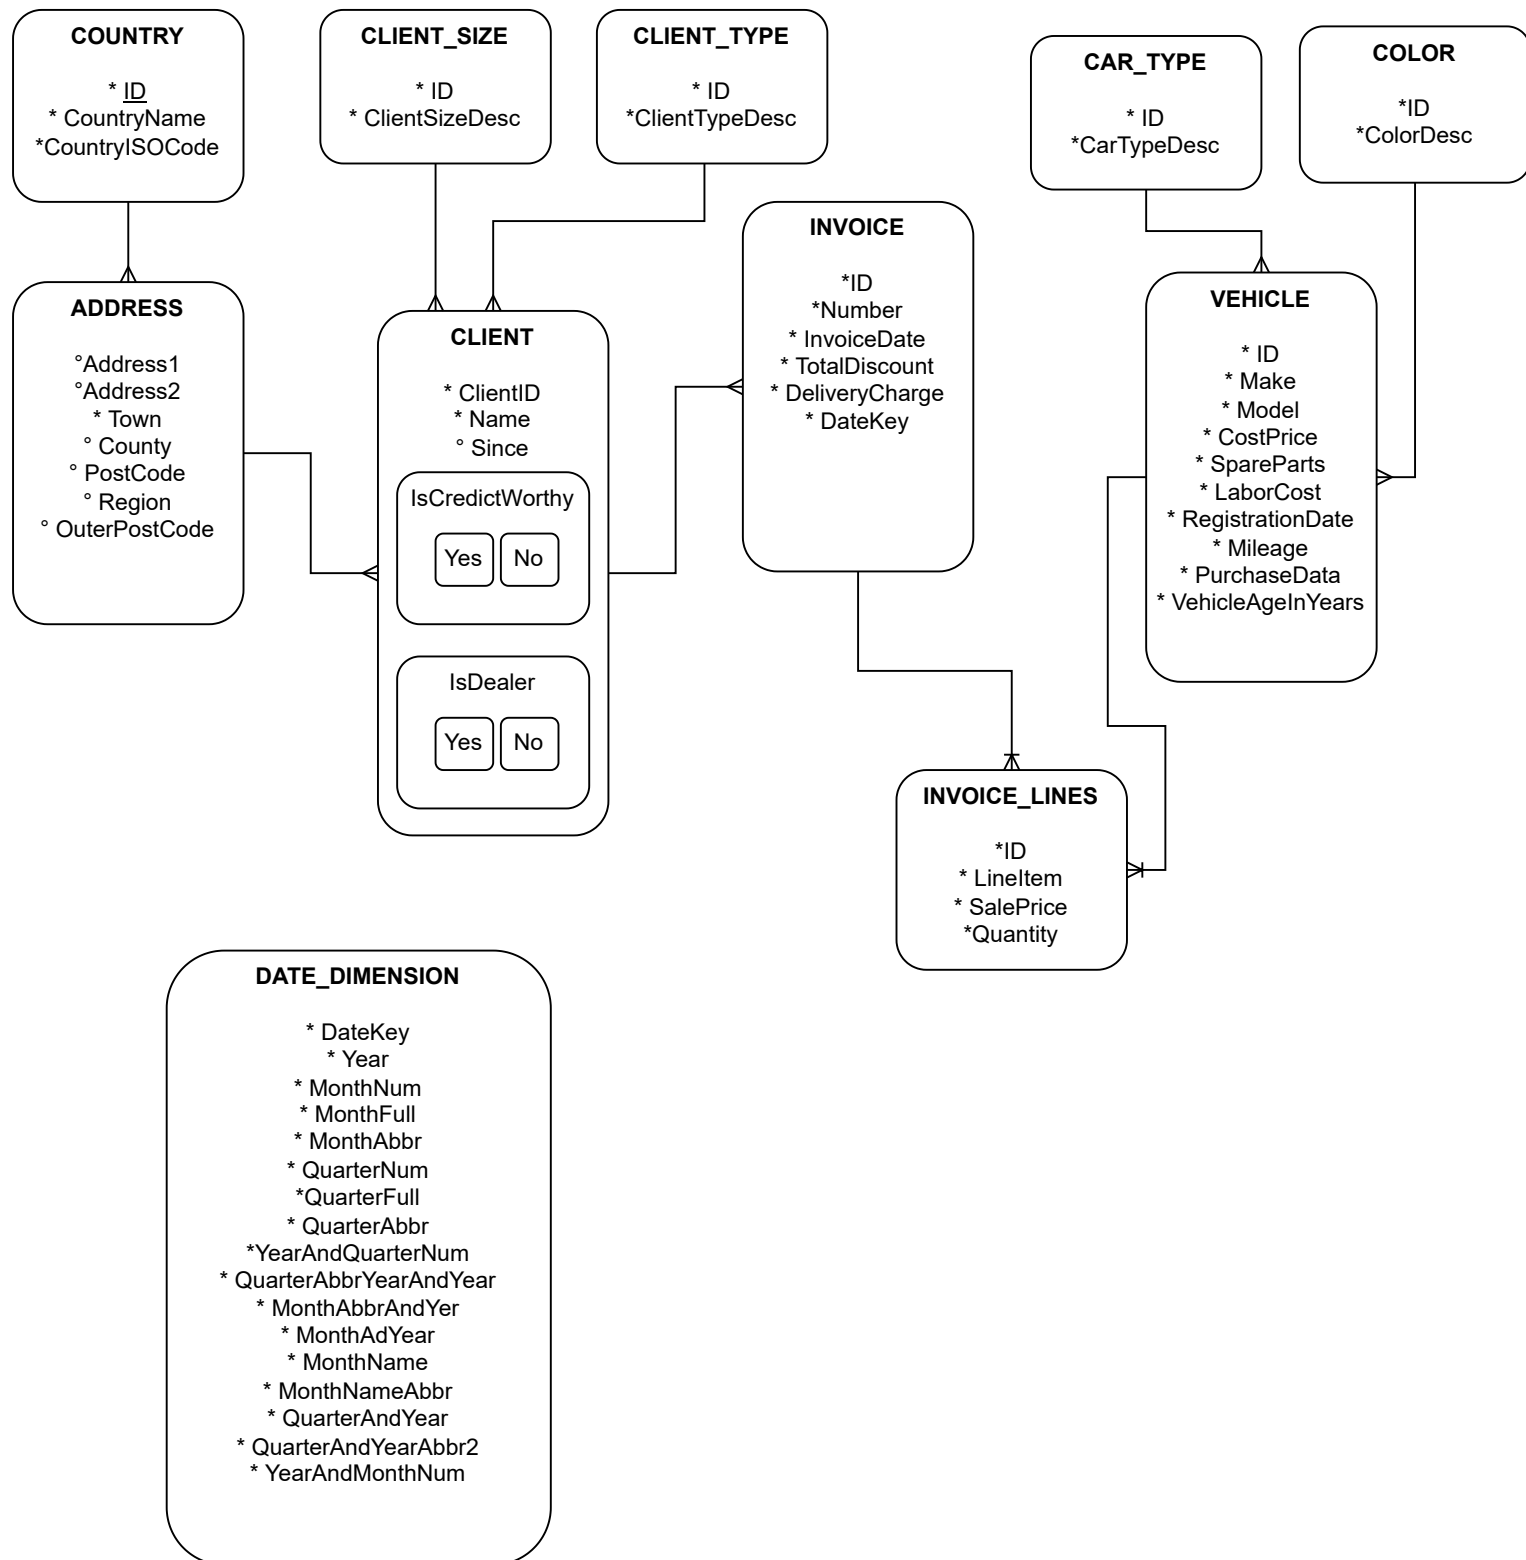 COUNTRY
* ID
* CountryName
*CountryISOCode
CLIENT_SIZE
* ID
* ClientSizeDesc
CLIENT_TYPE
* ID
*ClientTypeDesc
CAR_TYPE
* ID
*CarTypeDesc
COLOR
*ID
*ColorDesc
ADDRESS
°Address1
°Address2
* Town
° County
° PostCode
° Region
° OuterPostCode
CLIENT
* ClientID
* Name
° Since
IsCredictWorthy
Yes No
IsDealer
Yes No
INVOICE
*ID
*Number
* InvoiceDate
* TotalDiscount
* DeliveryCharge
* DateKey
VEHICLE
* ID
* Make
* Model
* CostPrice
* SpareParts
* LaborCost
* RegistrationDate
* Mileage
* PurchaseData
* VehicleAgeInYears
INVOICE_LINES
*ID
* LineItem
* SalePrice
*Quantity
DATE_DIMENSION
* DateKey
* Year
* MonthNum
* MonthFull
* MonthAbbr
* QuarterNum
*QuarterFull
* QuarterAbbr
*YearAndQuarterNum
* QuarterAbbrYearAndYear
* MonthAbbrAndYer
* MonthAdYear
* MonthName
* MonthNameAbbr
* QuarterAndYear
* QuarterAndYearAbbr2
* YearAndMonthNum